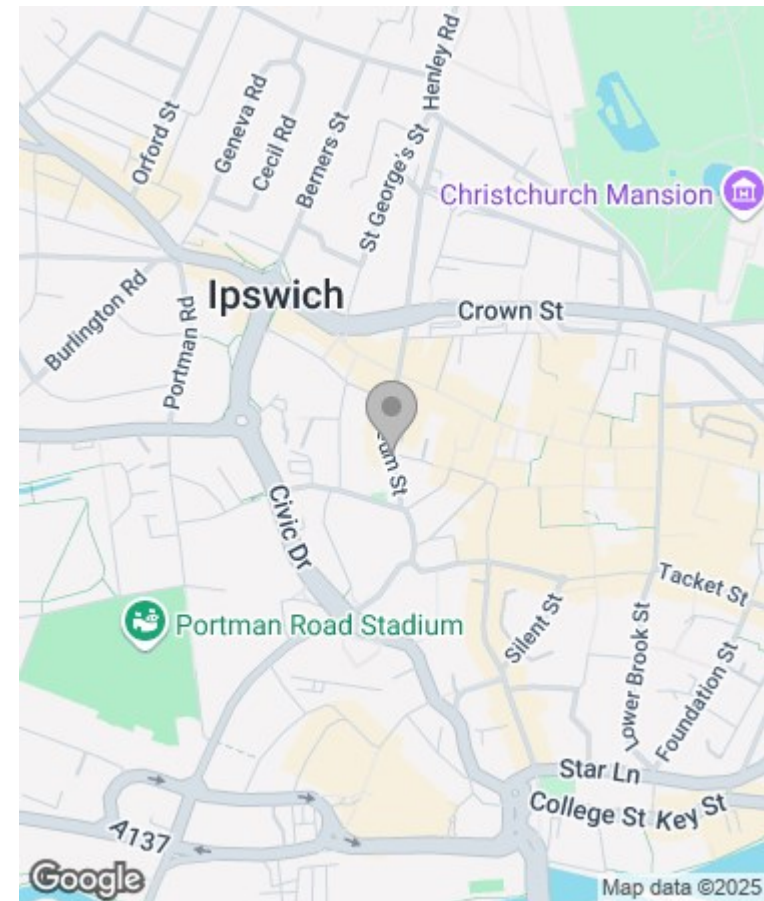 Henley Rd
Orford St
Geneva Rd
Cecil Rd
Berners St
St George's St
Christchurch Mansion
Ipswich
Crown St
Burlington Rd
Portman Rd
Civic Dr
Tacket St
Silent St
Portman Road Stadium
Lower Brook St
Foundation St
Star Ln
College St
Key St
A137
Google
Map data ©2025